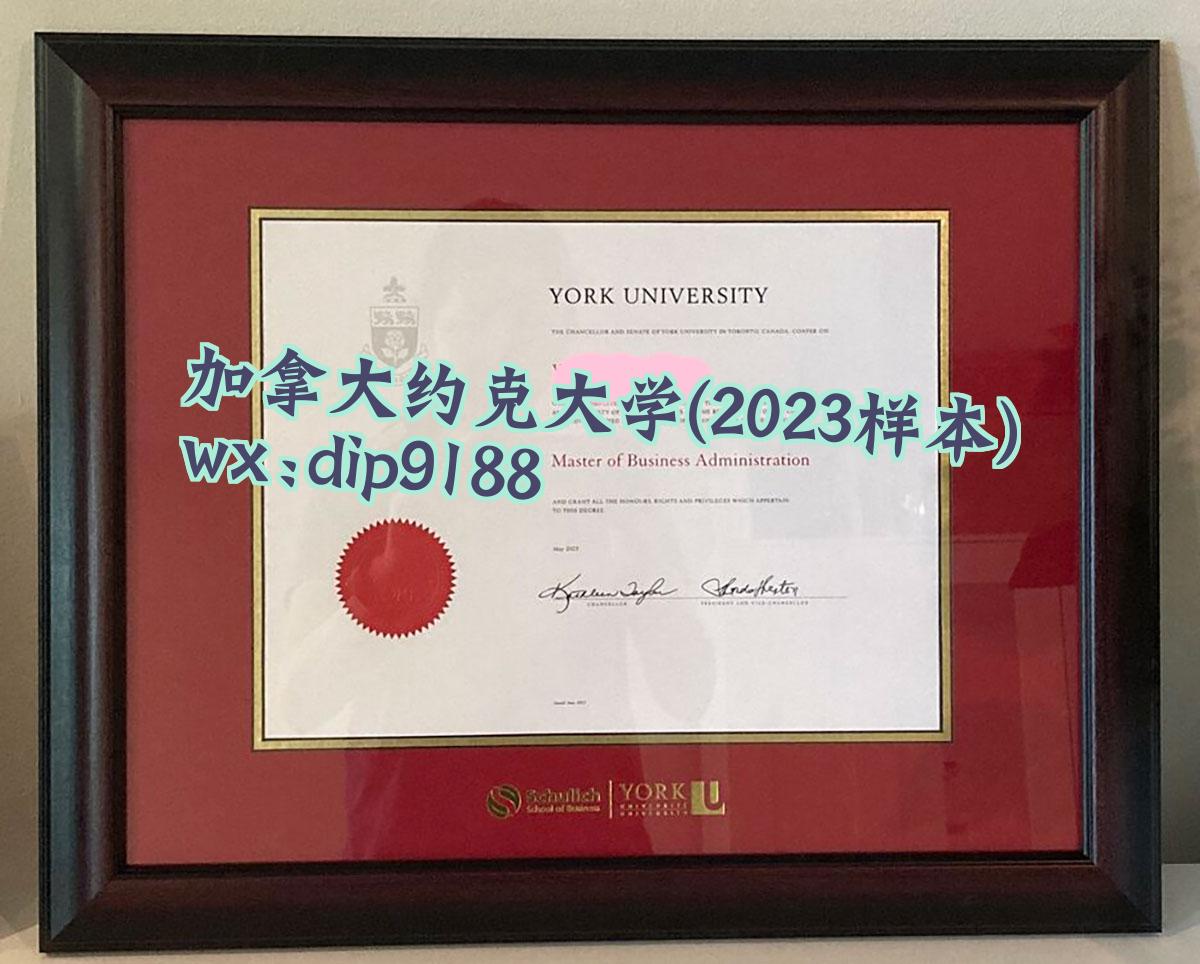 YORK UNIVERSITY
THE CHANCELLOR AND SENATE OF YORK UNIVERSITY IN TORONTO, CANADA, CONFER ON
加拿大约克大学(2023样本)
wx:dip9188
Master of Business Administration
AND GRANT ALL THE HONOURS, RIGHTS AND PRIVILEGES WHICH APPERTAIN
TO THIS DEGREE.
May 2023
CHANCELLOR PRESIDENT AND VICE-CHANCELLOR
Schulich
School of Business
YORK U
UNIVERSITÉ
UNIVERSITY